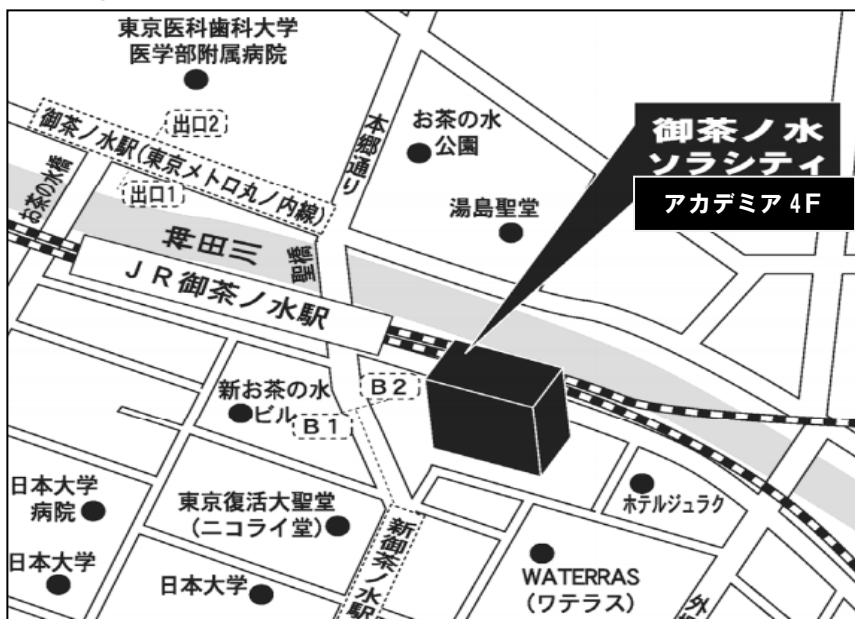 東京医科歯科大学
医学部附属病院
出口2
御茶ノ水駅(東京メトロ丸ノ内線)
出口1
お茶の水橋
本郷通り
お茶の水
公園
湯島聖堂
御茶ノ水
ソラシティ
アカデミア 4F
神田川
聖橋
JR御茶ノ水駅
新お茶の水
ビル
B1
B2
日本大学
病院
東京復活大聖堂
(ニコライ堂)
ホテルジュラク
日本大学
日本大学
新御茶ノ水駅
WATERRAS
(ワテラス)
外